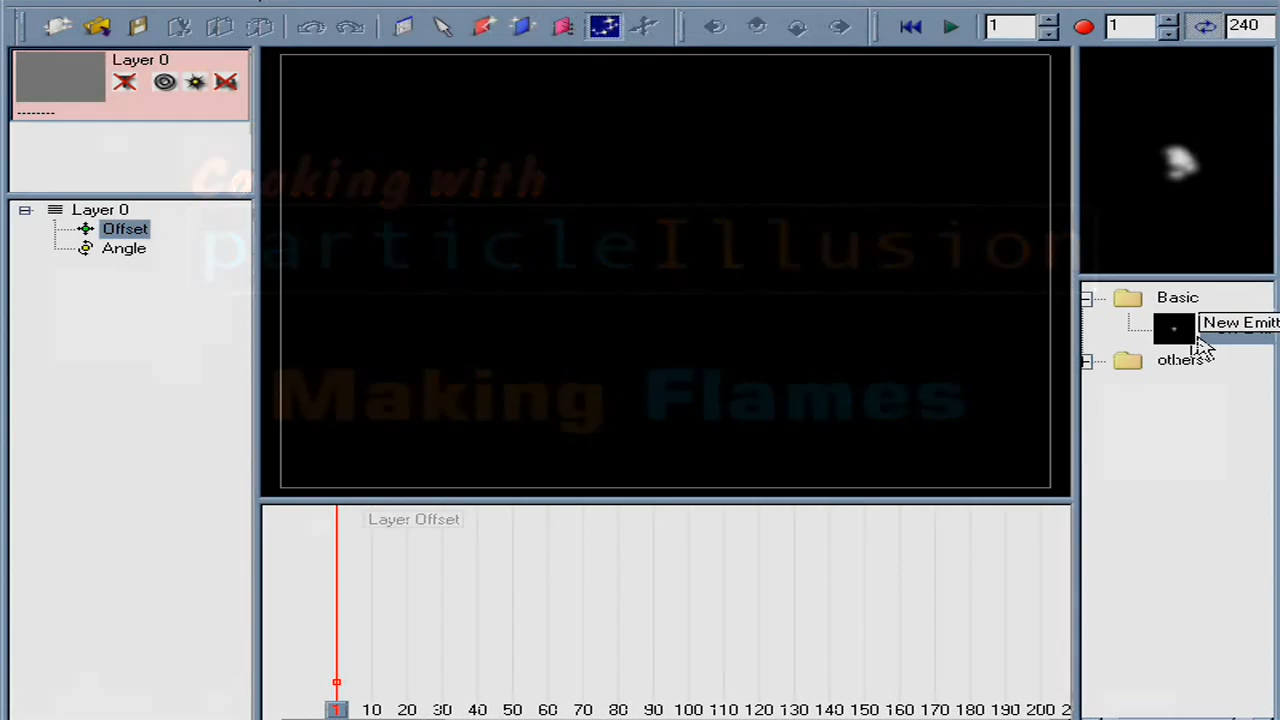 1
1
240
Layer 0
--------
Cooking with
particleIllusion
Making Flames
Layer 0
Offset
Angle
Basic
New Emitt
others
Layer Offset
1 10 20 30 40 50 60 70 80 90 100 110 120 130 140 150 160 170 180 190 200 2